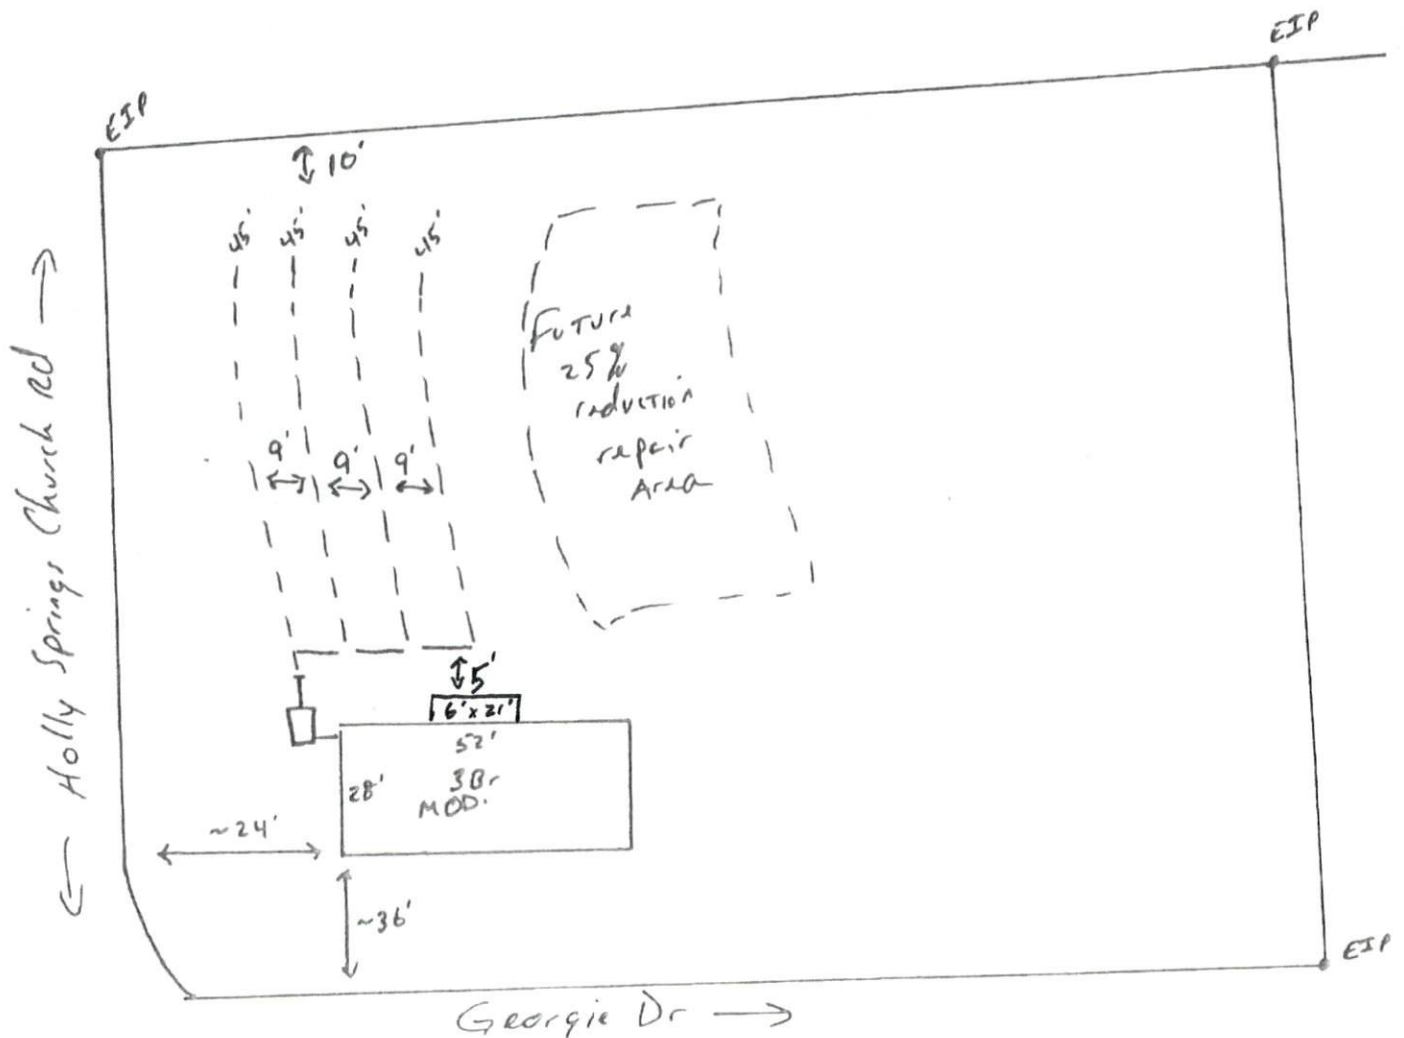 EIP
EIP
10'
45' 45' 45' 45'
Future
25%
reduction
repair
Area
9' 9' 9'
← Holly Springs Church Rd →
5'
6' x 21'
52'
28'
3Br
MOD.
~24'
~36'
EIP
Georgie Dr →